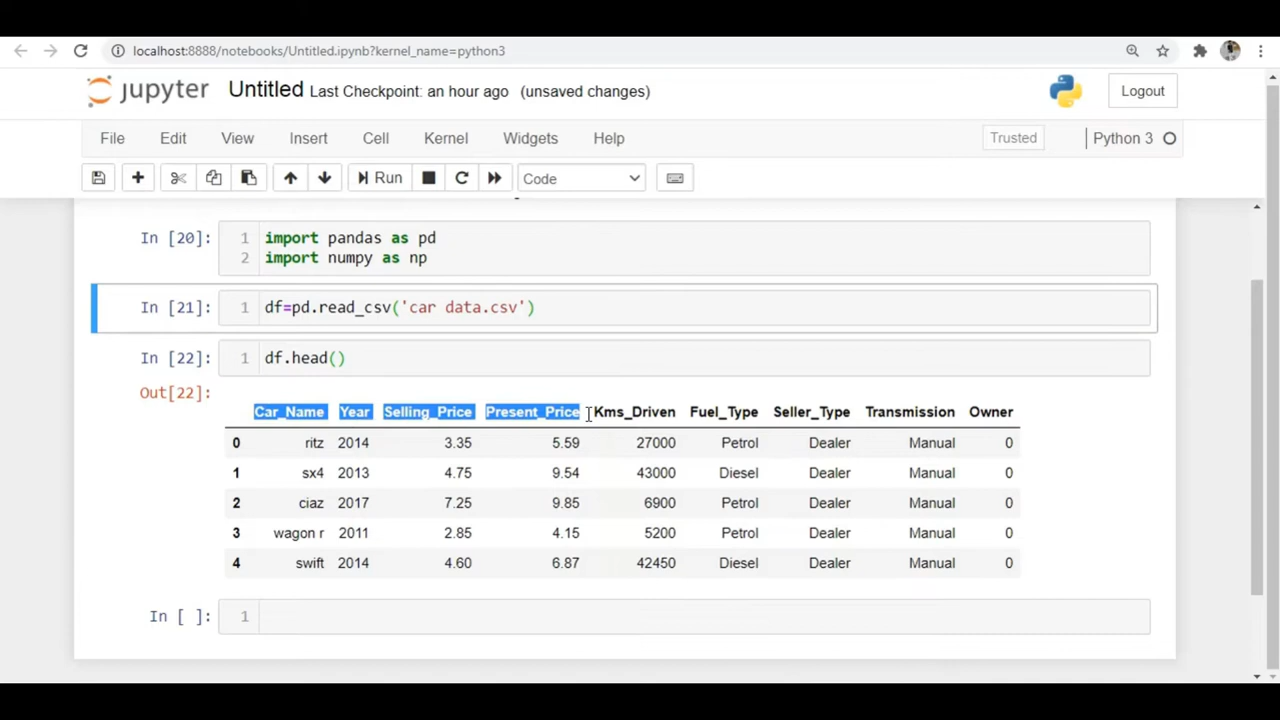 localhost:8888/notebooks/Untitled.ipynb?kernel_name=python3
jupyter Untitled Last Checkpoint: an hour ago (unsaved changes) Logout
File Edit View Insert Cell Kernel Widgets Help Trusted Python 3
Run Code
In [20]: 1 import pandas as pd
2 import numpy as np
In [21]: 1 df=pd.read_csv('car data.csv')
In [22]: 1 df.head()
Out[22]:
Car_Name Year Selling_Price Present_Price Kms_Driven Fuel_Type Seller_Type Transmission Owner
0 ritz 2014 3.35 5.59 27000 Petrol Dealer Manual 0
1 sx4 2013 4.75 9.54 43000 Diesel Dealer Manual 0
2 ciaz 2017 7.25 9.85 6900 Petrol Dealer Manual 0
3 wagon r 2011 2.85 4.15 5200 Petrol Dealer Manual 0
4 swift 2014 4.60 6.87 42450 Diesel Dealer Manual 0
In [ ]: 1